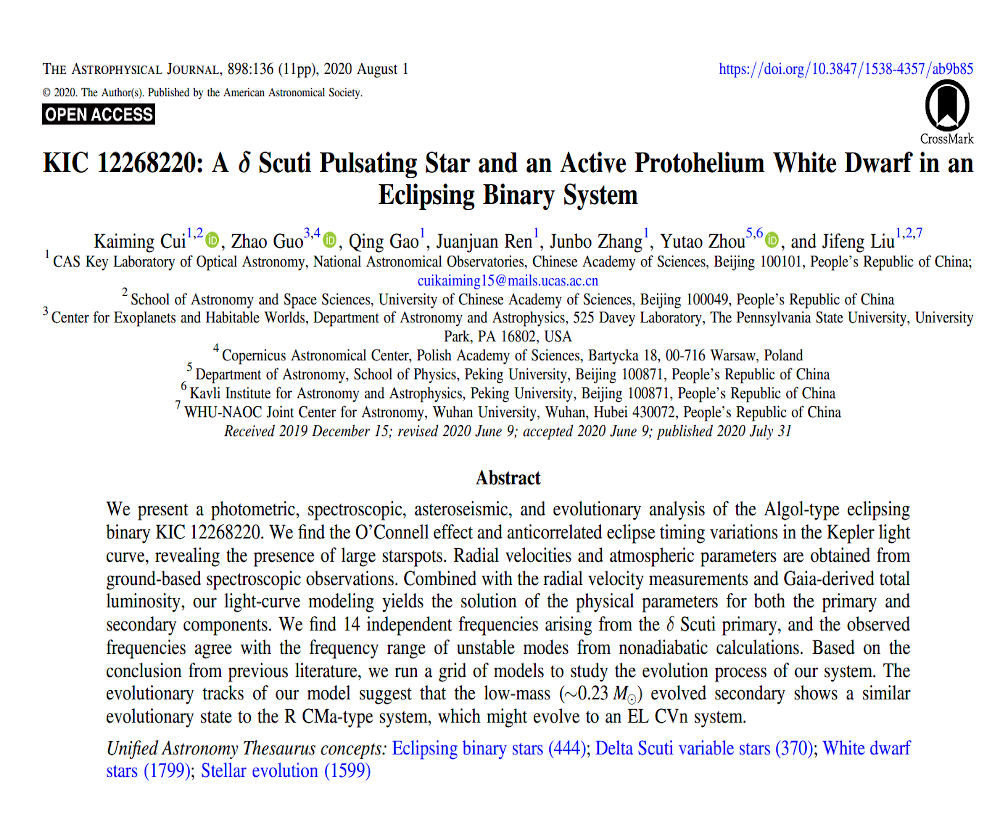 THE ASTROPHYSICAL JOURNAL, 898:136 (11pp), 2020 August 1
https://doi.org/10.3847/1538-4357/ab9b85
© 2020. The Author(s). Published by the American Astronomical Society.
OPEN ACCESS
CrossMark
KIC 12268220: A δ Scuti Pulsating Star and an Active Protohelium White Dwarf in an
Eclipsing Binary System
Kaiming Cui1,2 iD, Zhao Guo3,4 iD, Qing Gao1, Juanjuan Ren1, Junbo Zhang1, Yutao Zhou5,6 iD, and Jifeng Liu1,2,7
1 CAS Key Laboratory of Optical Astronomy, National Astronomical Observatories, Chinese Academy of Sciences, Beijing 100101, People's Republic of China;
cuikaiming15@mails.ucas.ac.cn
2 School of Astronomy and Space Sciences, University of Chinese Academy of Sciences, Beijing 100049, People's Republic of China
3 Center for Exoplanets and Habitable Worlds, Department of Astronomy and Astrophysics, 525 Davey Laboratory, The Pennsylvania State University, University
Park, PA 16802, USA
4 Copernicus Astronomical Center, Polish Academy of Sciences, Bartycka 18, 00-716 Warsaw, Poland
5 Department of Astronomy, School of Physics, Peking University, Beijing 100871, People's Republic of China
6 Kavli Institute for Astronomy and Astrophysics, Peking University, Beijing 100871, People's Republic of China
7 WHU-NAOC Joint Center for Astronomy, Wuhan University, Wuhan, Hubei 430072, People's Republic of China
Received 2019 December 15; revised 2020 June 9; accepted 2020 June 9; published 2020 July 31
Abstract
We present a photometric, spectroscopic, asteroseismic, and evolutionary analysis of the Algol-type eclipsing
binary KIC 12268220. We find the O'Connell effect and anticorrelated eclipse timing variations in the Kepler light
curve, revealing the presence of large starspots. Radial velocities and atmospheric parameters are obtained from
ground-based spectroscopic observations. Combined with the radial velocity measurements and Gaia-derived total
luminosity, our light-curve modeling yields the solution of the physical parameters for both the primary and
secondary components. We find 14 independent frequencies arising from the δ Scuti primary, and the observed
frequencies agree with the frequency range of unstable modes from nonadiabatic calculations. Based on the
conclusion from previous literature, we run a grid of models to study the evolution process of our system. The
evolutionary tracks of our model suggest that the low-mass (∼0.23 M☉) evolved secondary shows a similar
evolutionary state to the R CMa-type system, which might evolve to an EL CVn system.
Unified Astronomy Thesaurus concepts: Eclipsing binary stars (444); Delta Scuti variable stars (370); White dwarf
stars (1799); Stellar evolution (1599)